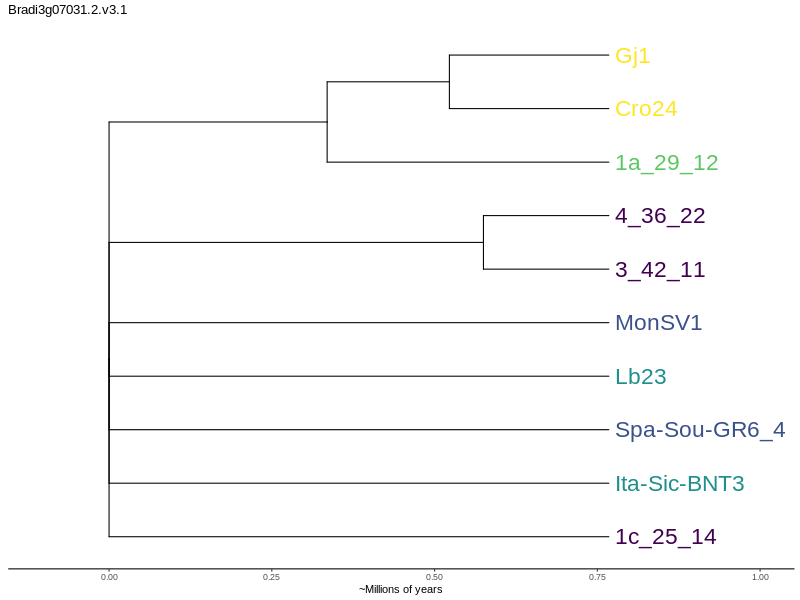 Bradi3g07031.2.v3.1
Gj1
Cro24
1a_29_12
4_36_22
3_42_11
MonSV1
Lb23
Spa-Sou-GR6_4
Ita-Sic-BNT3
1c_25_14
0.00 0.25 0.50 0.75 1.00
~Millions of years